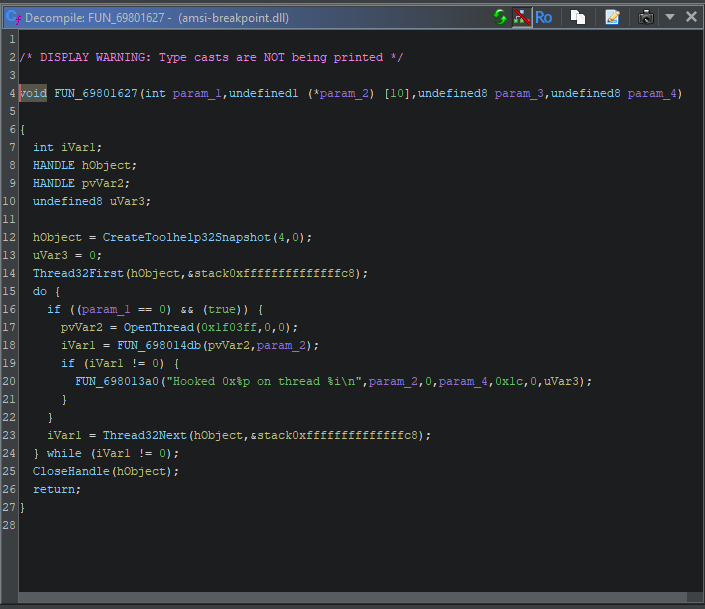 Decompile: FUN_69801627 - (amsi-breakpoint.dll)
Ro
1
2 /* DISPLAY WARNING: Type casts are NOT being printed */
3
4 void FUN_69801627(int param_1,undefined1 (*param_2) [10],undefined8 param_3,undefined8 param_4)
5
6 {
7 int iVar1;
8 HANDLE hObject;
9 HANDLE pvVar2;
10 undefined8 uVar3;
11
12 hObject = CreateToolhelp32Snapshot(4,0);
13 uVar3 = 0;
14 Thread32First(hObject,&stack0xffffffffffffffc8);
15 do {
16 if ((param_1 == 0) && (true)) {
17 pvVar2 = OpenThread(0x1f03ff,0,0);
18 iVar1 = FUN_698014db(pvVar2,param_2);
19 if (iVar1 != 0) {
20 FUN_698013a0("Hooked 0x%p on thread %i\n",param_2,0,param_4,0x1c,0,uVar3);
21 }
22 }
23 iVar1 = Thread32Next(hObject,&stack0xffffffffffffffc8);
24 } while (iVar1 != 0);
25 CloseHandle(hObject);
26 return;
27 }
28